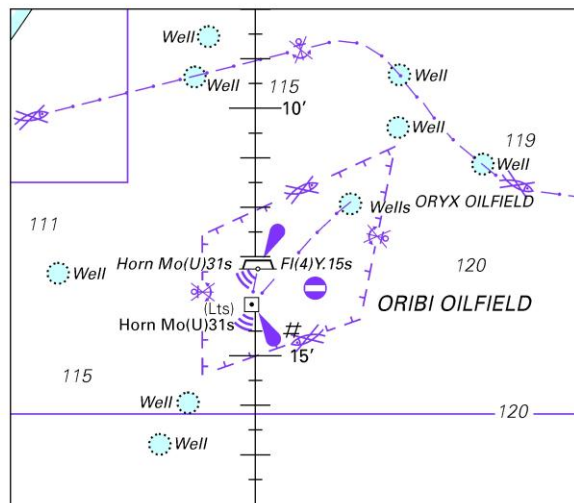 Well
115
Well
Well
10'
Well
119
Well
Wells
ORYX OILFIELD
111
Horn Mo(U)31s
Fl(4)Y.15s
120
Well
(Lts)
ORIBI OILFIELD
Horn Mo(U)31s
#
15'
115
Well
120
Well